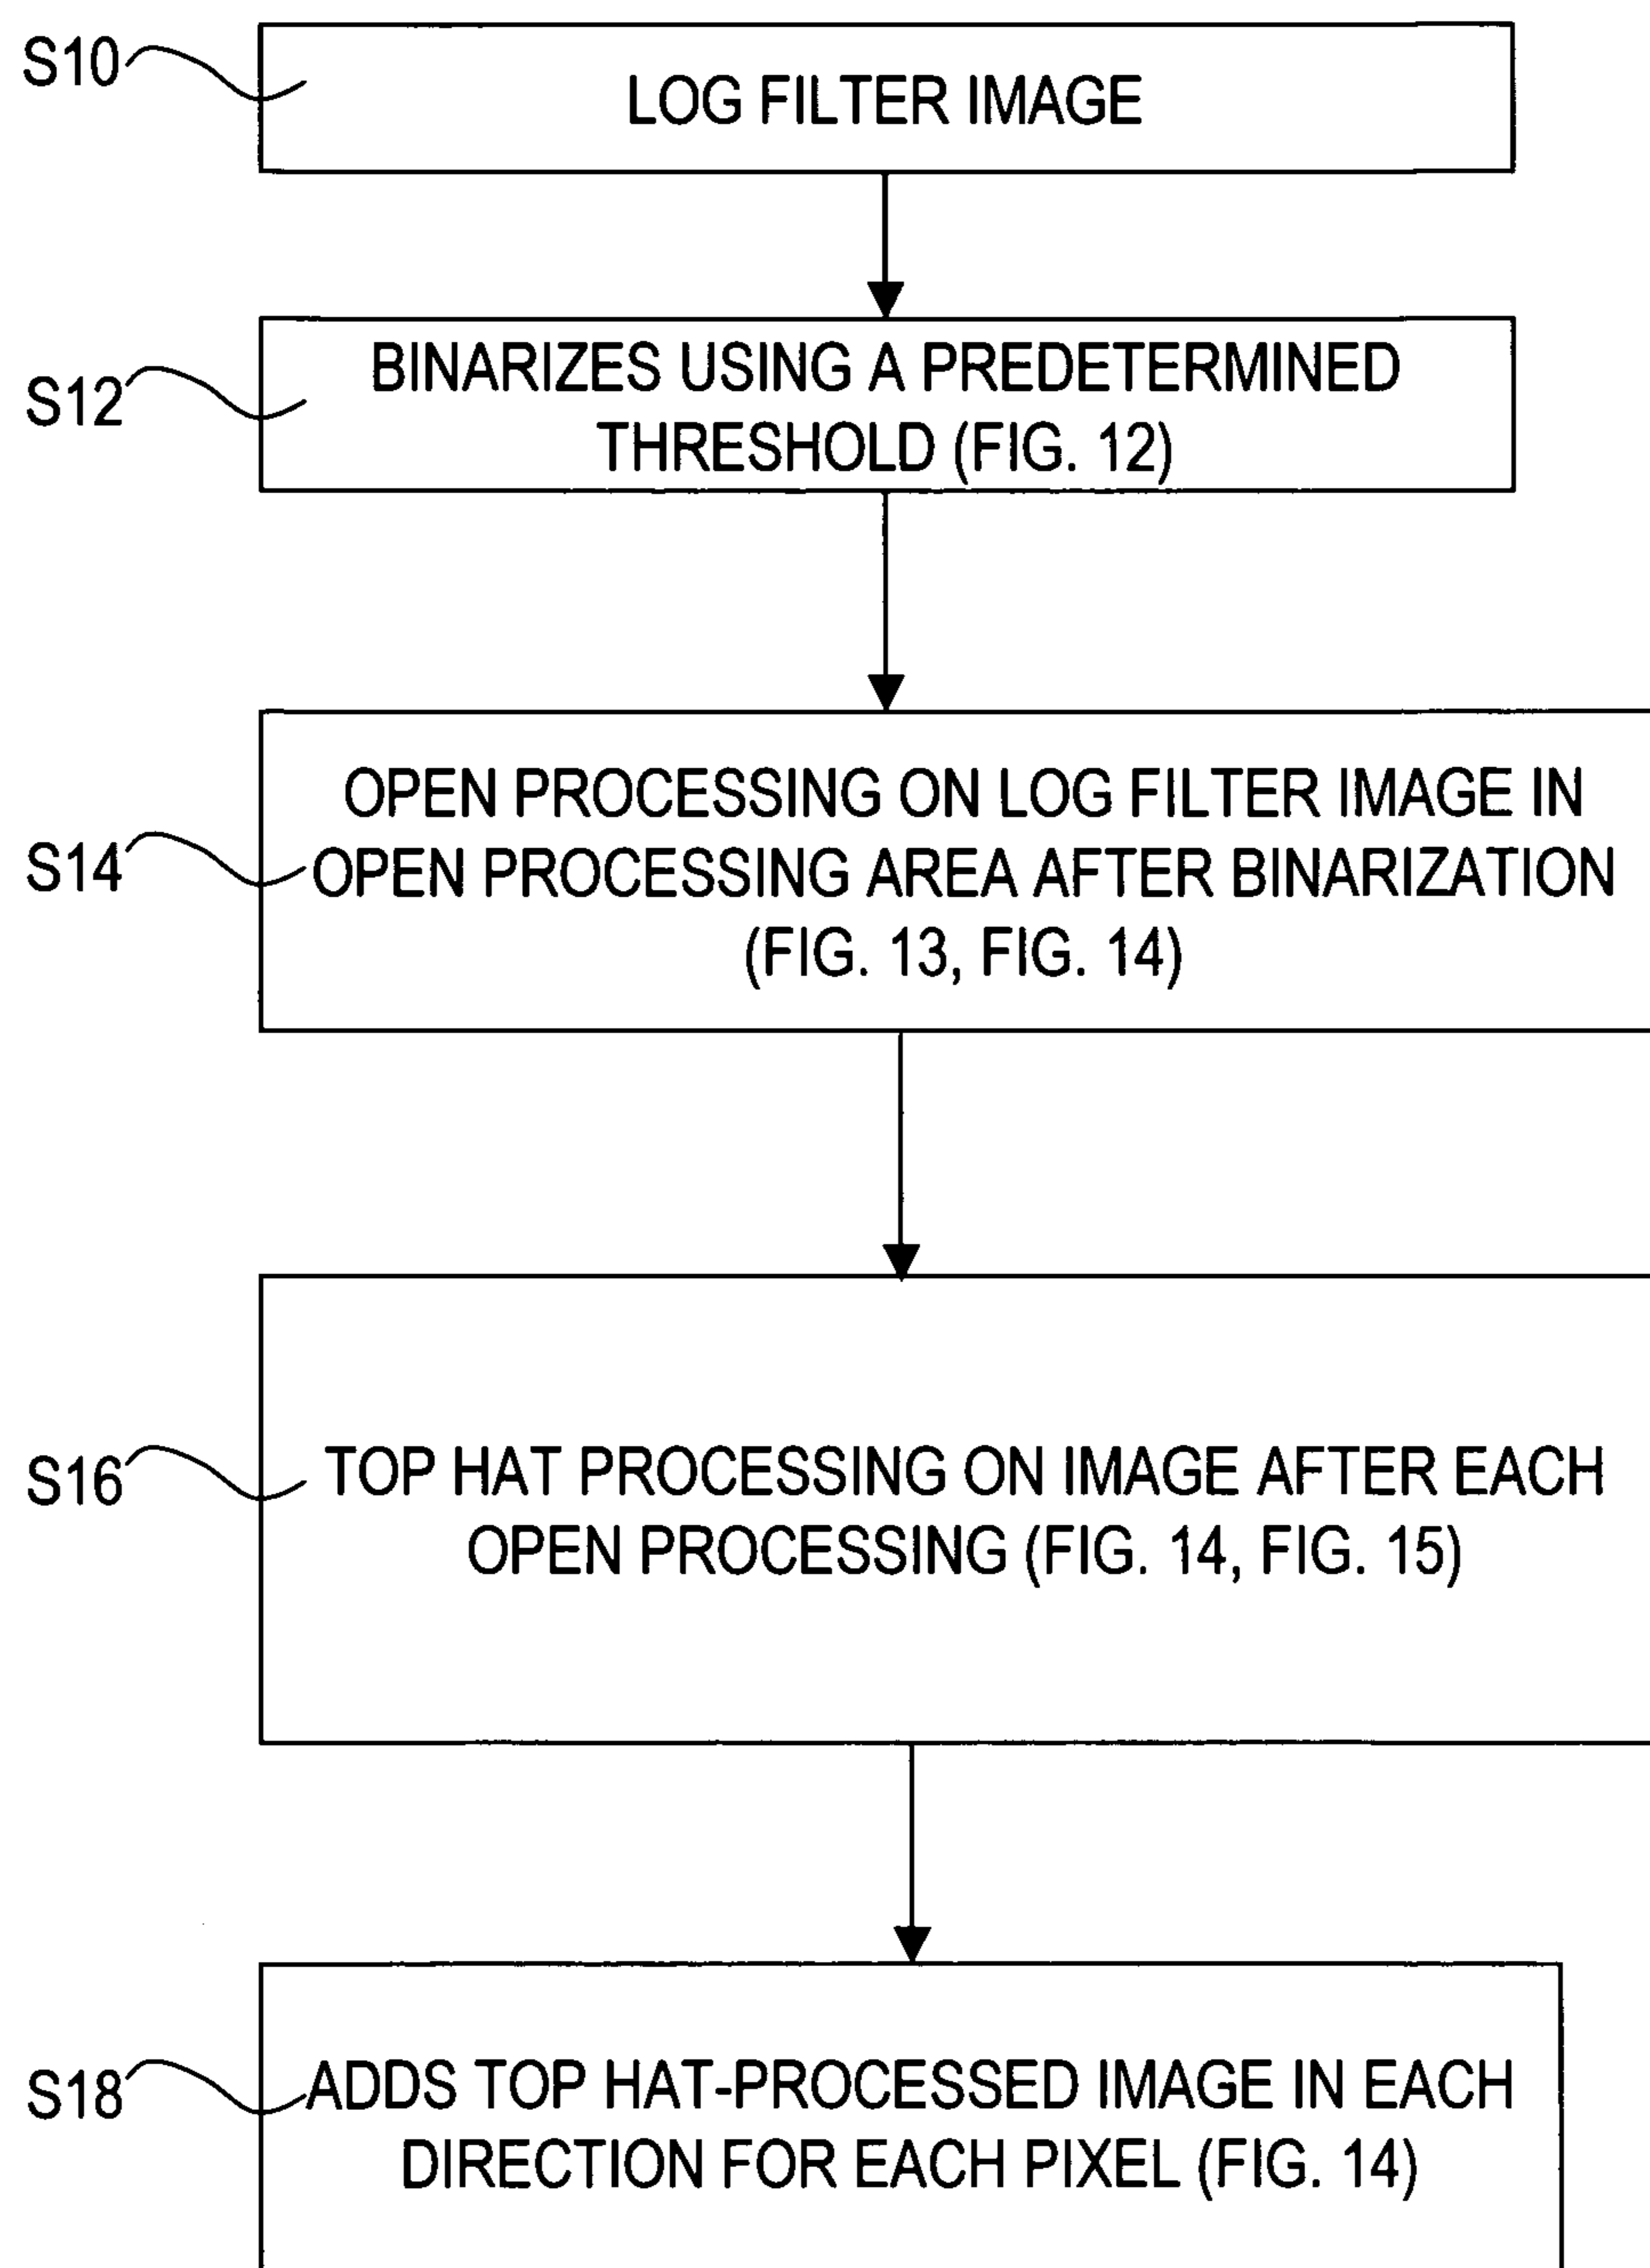 S10
LOG FILTER IMAGE
S12
BINARIZES USING A PREDETERMINED
THRESHOLD (FIG. 12)
S14
OPEN PROCESSING ON LOG FILTER IMAGE IN
OPEN PROCESSING AREA AFTER BINARIZATION
(FIG. 13, FIG. 14)
S16
TOP HAT PROCESSING ON IMAGE AFTER EACH
OPEN PROCESSING (FIG. 14, FIG. 15)
S18
ADDS TOP HAT-PROCESSED IMAGE IN EACH
DIRECTION FOR EACH PIXEL (FIG. 14)